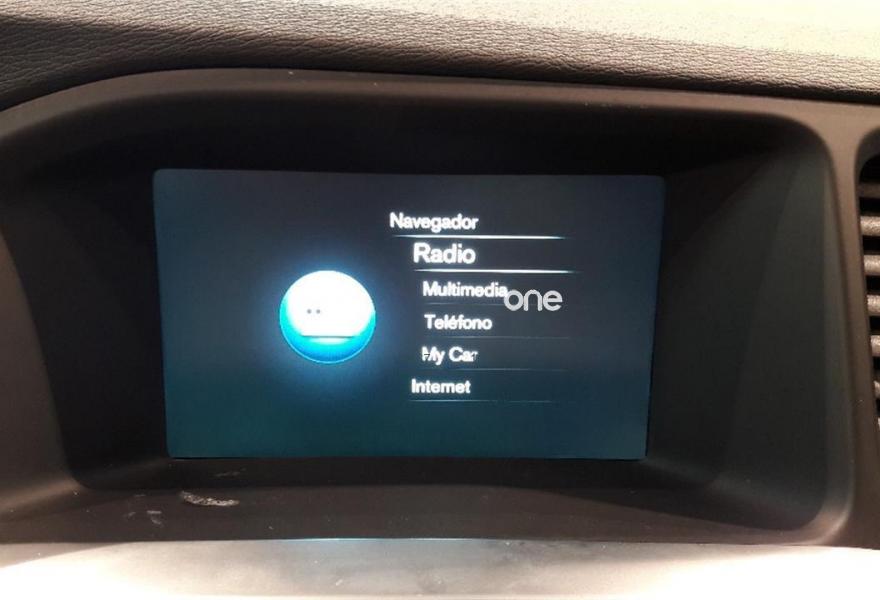 Navegador
Radio
Multimedia
one
Teléfono
My Car
Internet